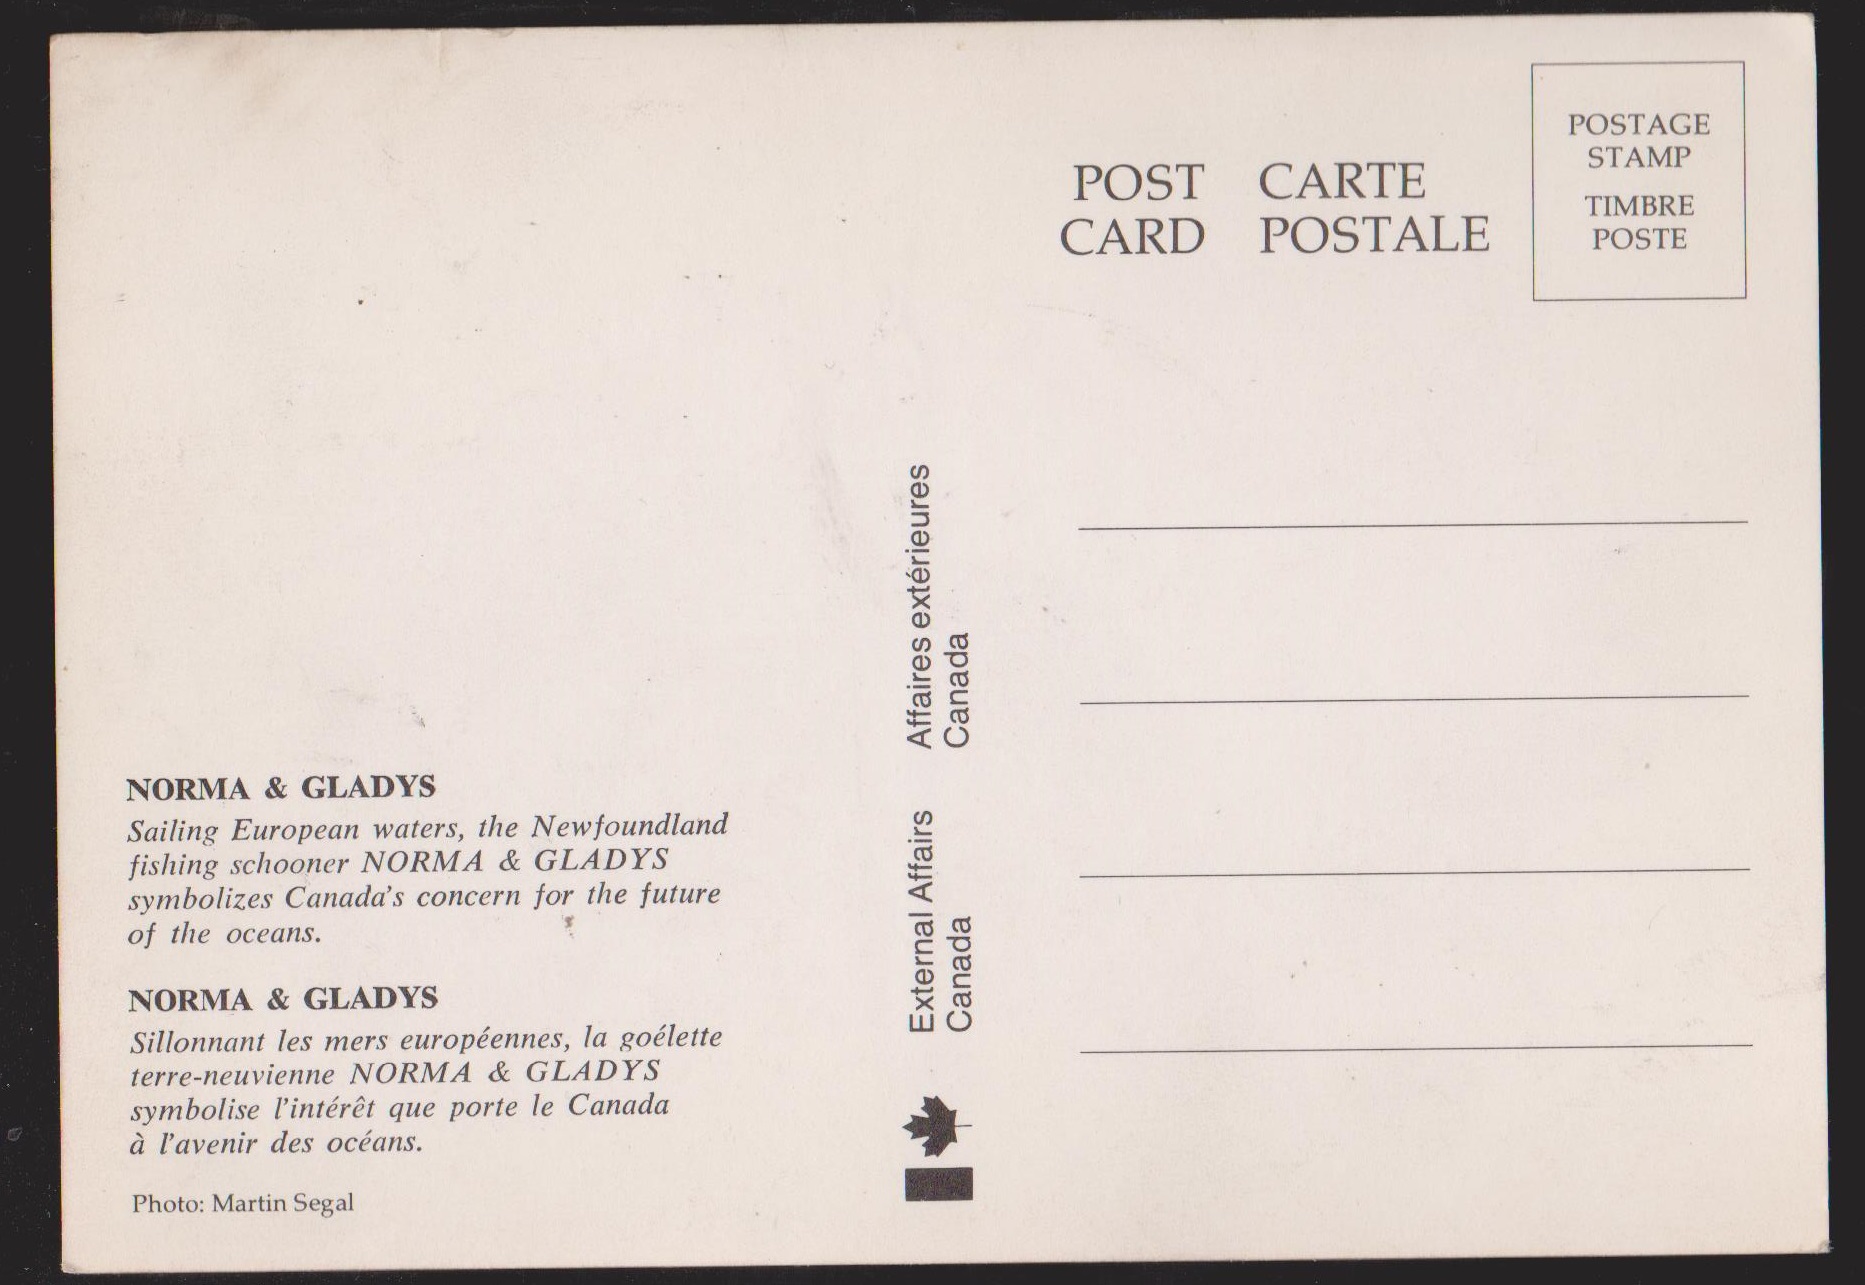 POST CARD
CARTE POSTALE
POSTAGE
STAMP
TIMBRE
POSTE
NORMA & GLADYS
Sailing European waters, the Newfoundland
fishing schooner NORMA & GLADYS
symbolizes Canada's concern for the future
of the oceans.
NORMA & GLADYS
Sillonnant les mers européennes, la goélette
terre-neuvienne NORMA & GLADYS
symbolise l'intérêt que porte le Canada
à l'avenir des océans.
Photo: Martin Segal
External Affairs
Canada
Affaires extérieures
Canada